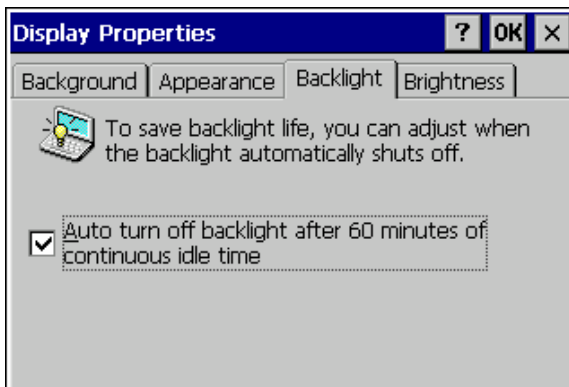 Display Properties ? OK ×
Background Appearance Backlight Brightness
To save backlight life, you can adjust when
the backlight automatically shuts off.
Auto turn off backlight after 60 minutes of
continuous idle time